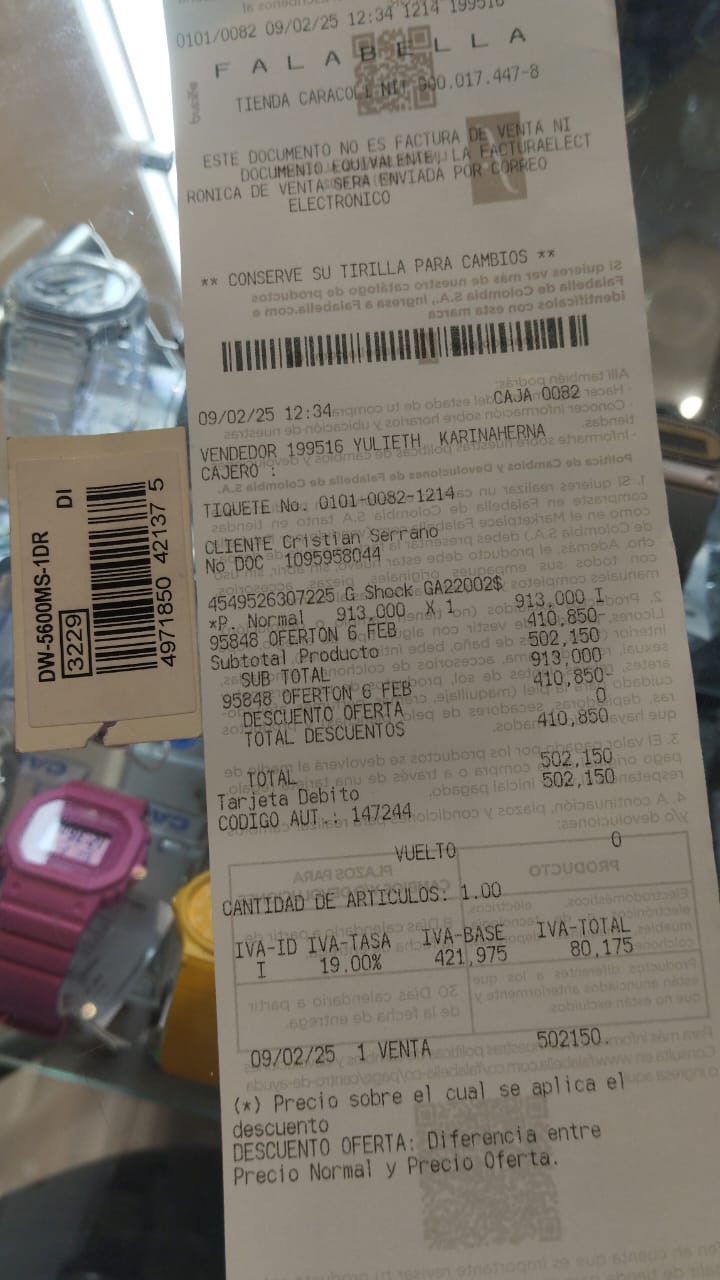 0101/0082 09/02/25 12:34 1214 199516
FALABELLA
TIENDA CARACOLI NIT 900.017.447-8
ESTE DOCUMENTO NO ES FACTURA DE VENTA NI
DOCUMENTO EQUIVALENTE, LA FACTURAELECT
RONICA DE VENTA SERA ENVIADA POR CORREO
ELECTRONICO
** CONSERVE SU TIRILLA PARA CAMBIOS **
09/02/25 12:34 CAJA 0082
VENDEDOR 199516 YULIETH KARINAHERNA
CAJERO :
TIQUETE No. 0101-0082-1214
CLIENTE Cristian Serrano
No DOC 1095958044
4549526307225 G Shock GA22002$
*P. Normal 913,000 X 1 913,000 I
95848 OFERTON 6 FEB 410,850-
Subtotal Producto 502,150
SUB TOTAL 913,000
95848 OFERTON 6 FEB 410,850-
DESCUENTO OFERTA 0
TOTAL DESCUENTOS 410,850
TOTAL 502,150
Tarjeta Debito 502,150
CODIGO AUT.: 147244
VUELTO 0
CANTIDAD DE ARTICULOS: 1.00
IVA-ID IVA-TASA IVA-BASE IVA-TOTAL
I 19.00% 421,975 80,175
09/02/25 1 VENTA 502150.
(*) Precio sobre el cual se aplica el
descuento
DESCUENTO OFERTA: Diferencia entre
Precio Normal y Precio Oferta.
DW-5600MS-1DR DI
3229
4971850 42137 5